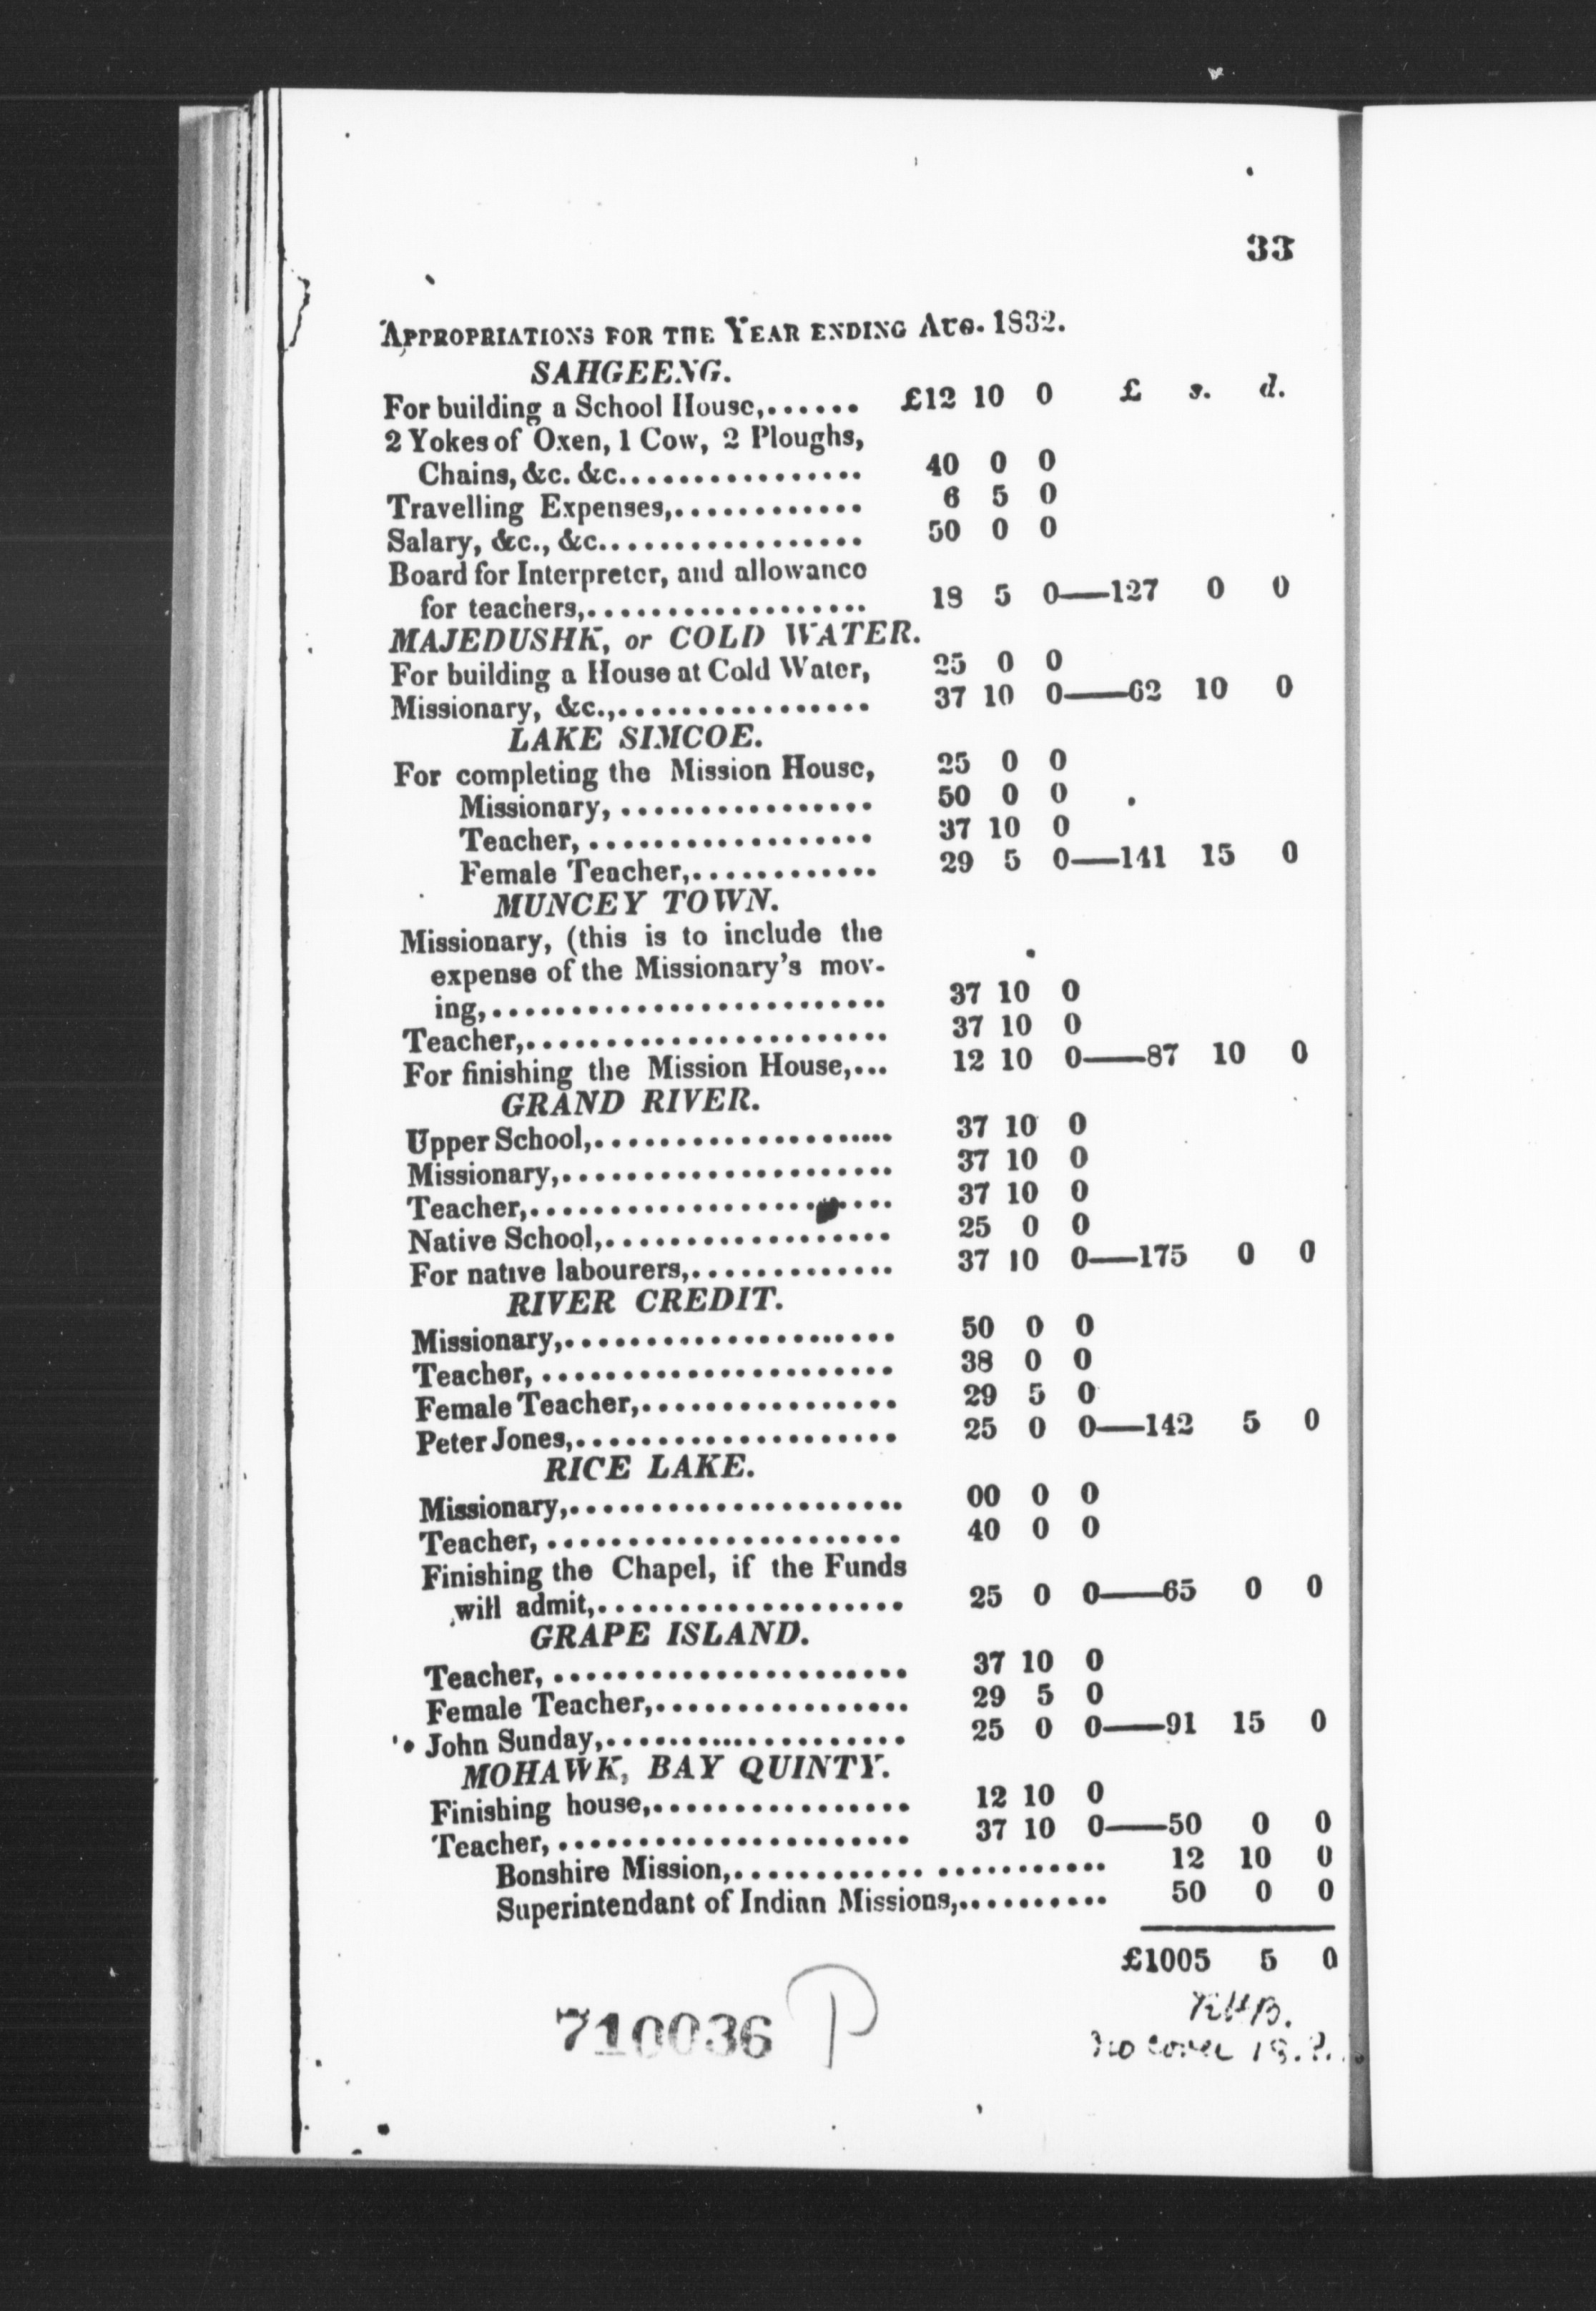 33
APPROPRIATIONS FOR THE YEAR ENDING AUG. 1832.
SAHGEENG.
£ s. d.
For building a School House,...... £12 10 0
2 Yokes of Oxen, 1 Cow, 2 Ploughs,
Chains, &c. &c................ 40 0 0
Travelling Expenses,............ 6 5 0
Salary, &c., &c................. 50 0 0
Board for Interpreter, and allowance
for teachers,.................. 18 5 0——127 0 0
MAJEDUSHK, or COLD WATER.
For building a House at Cold Water, 25 0 0
Missionary, &c.,................ 37 10 0——62 10 0
LAKE SIMCOE.
For completing the Mission House, 25 0 0
Missionary, ................ 50 0 0
Teacher, .................. 37 10 0
Female Teacher,............ 29 5 0——141 15 0
MUNCEY TOWN.
Missionary, (this is to include the
expense of the Missionary's mov-
ing,......................... 37 10 0
Teacher,....................... 37 10 0
For finishing the Mission House,... 12 10 0——87 10 0
GRAND RIVER.
Upper School,................... 37 10 0
Missionary,..................... 37 10 0
Teacher,....................... 37 10 0
Native School,.................. 25 0 0
For native labourers,............. 37 10 0——175 0 0
RIVER CREDIT.
Missionary,..................... 50 0 0
Teacher, ...................... 38 0 0
Female Teacher,................ 29 5 0
Peter Jones,.................... 25 0 0——142 5 0
RICE LAKE.
Missionary,..................... 00 0 0
Teacher, ...................... 40 0 0
Finishing the Chapel, if the Funds
will admit,................... 25 0 0——65 0 0
GRAPE ISLAND.
Teacher, ...................... 37 10 0
Female Teacher,................ 29 5 0
John Sunday,................... 25 0 0——91 15 0
MOHAWK, BAY QUINTY.
Finishing house,................ 12 10 0
Teacher, ...................... 37 10 0——50 0 0
Bonshire Mission,............ ........... 12 10 0
Superintendant of Indian Missions,.......... 50 0 0
£1005 5 0
710036 P
no cover